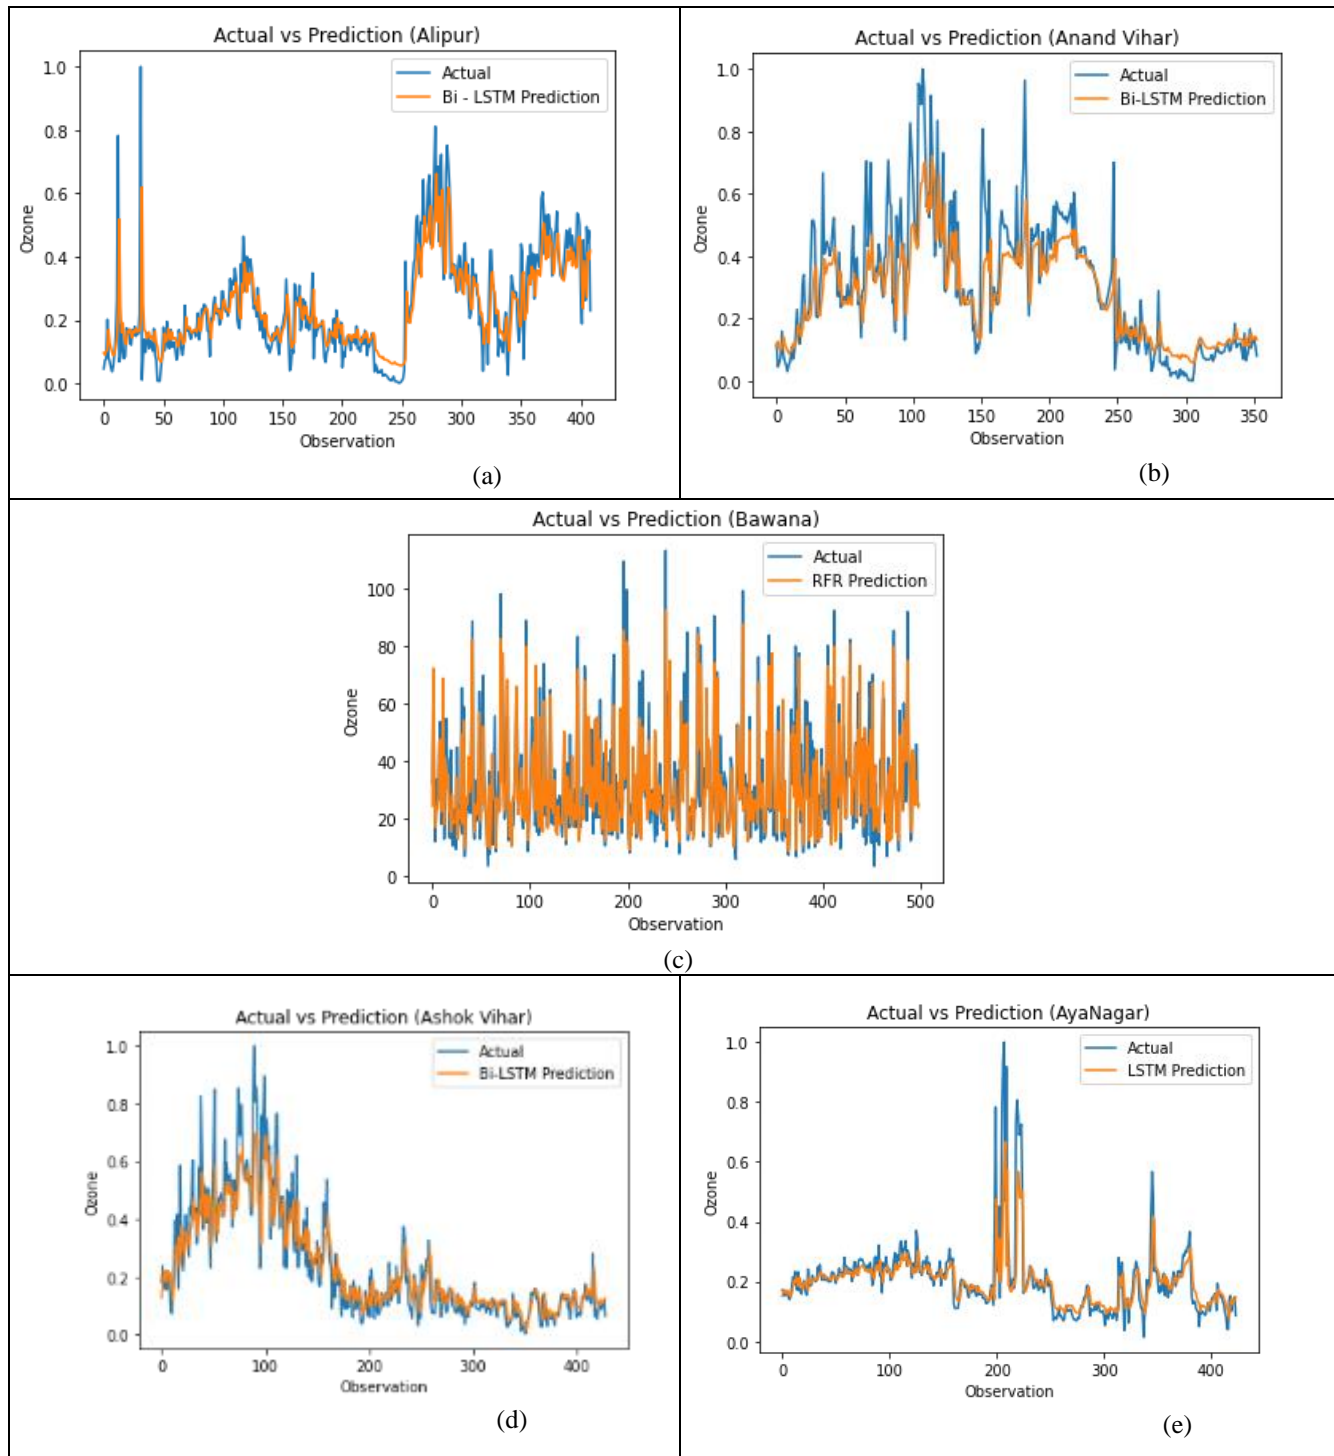 Actual vs Prediction (Alipur)
Actual
Bi - LSTM Prediction
Ozone
1.0
0.8
0.6
0.4
0.2
0.0
0 50 100 150 200 250 300 350 400
Observation
(a)
Actual vs Prediction (Anand Vihar)
Actual
Bi-LSTM Prediction
Ozone
1.0
0.8
0.6
0.4
0.2
0.0
0 50 100 150 200 250 300 350
Observation
(b)
Actual vs Prediction (Bawana)
Actual
RFR Prediction
Ozone
100
80
60
40
20
0
0 100 200 300 400 500
Observation
(c)
Actual vs Prediction (Ashok Vihar)
Actual
Bi-LSTM Prediction
Ozone
1.0
0.8
0.6
0.4
0.2
0.0
0 100 200 300 400
Observation
(d)
Actual vs Prediction (AyaNagar)
Actual
LSTM Prediction
Ozone
1.0
0.8
0.6
0.4
0.2
0.0
0 100 200 300 400
Observation
(e)